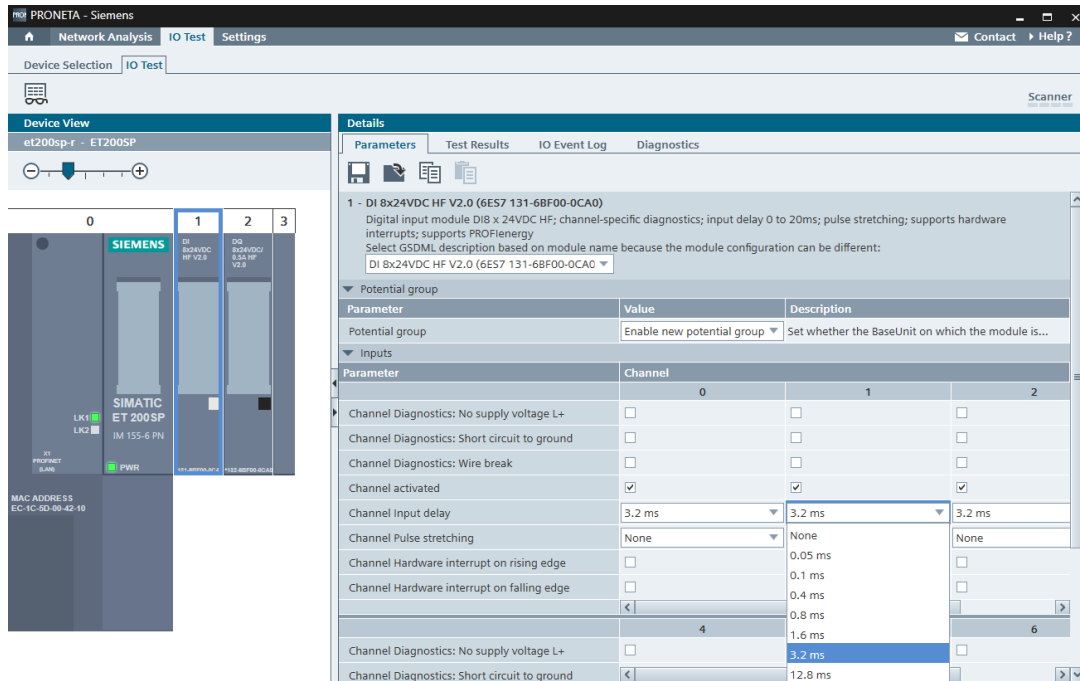 PRONETA - Siemens
Network Analysis IO Test Settings Contact Help ?
Device Selection IO Test
Scanner
Device View
et200sp-r - ET200SP
0 1 2 3
SIEMENS
DI
8x24VDC
HF V2.0
DQ
8x24VDC/
0.5A HF
V2.0
SIMATIC
ET 200SP
IM 155-6 PN
LK1
LK2
X1
PROFINET
(LAN)
PWR
MAC ADDRESS
EC-1C-5D-00-42-10
Details
Parameters Test Results IO Event Log Diagnostics
1 - DI 8x24VDC HF V2.0 (6ES7 131-6BF00-0CA0)
Digital input module DI8 x 24VDC HF; channel-specific diagnostics; input delay 0 to 20ms; pulse stretching; supports hardware
interrupts; supports PROFIenergy
Select GSDML description based on module name because the module configuration can be different:
DI 8x24VDC HF V2.0 (6ES7 131-6BF00-0CA0
Potential group
Parameter Value Description
Potential group Enable new potential group Set whether the BaseUnit on which the module is...
Inputs
Parameter Channel
0 1 2
Channel Diagnostics: No supply voltage L+
Channel Diagnostics: Short circuit to ground
Channel Diagnostics: Wire break
Channel activated
Channel Input delay 3.2 ms 3.2 ms 3.2 ms
Channel Pulse stretching None None None
0.05 ms
Channel Hardware interrupt on rising edge
0.1 ms
Channel Hardware interrupt on falling edge
0.4 ms
0.8 ms
4 1.6 ms 6
Channel Diagnostics: No supply voltage L+ 3.2 ms
Channel Diagnostics: Short circuit to ground 12.8 ms